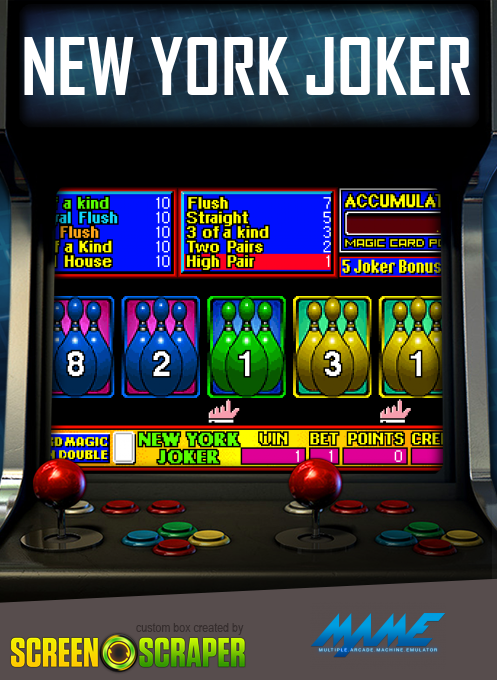 NEW YORK JOKER
f a kind 10
al Flush 10
Flush 10
f a Kind 10
House 10
Flush 7
Straight 5
3 of a kind 3
Two Pairs 2
High Pair 1
ACCUMULAT
MAGIC CARD PO
5 Joker Bonus
8 2 1 3 1
D MAGIC
DOUBLE
NEW YORK
JOKER
WIN BET POINTS CRE
1 1 0
custom box created by
SCREEN SCRAPER
MAME
MULTIPLE ARCADE MACHINE EMULATOR